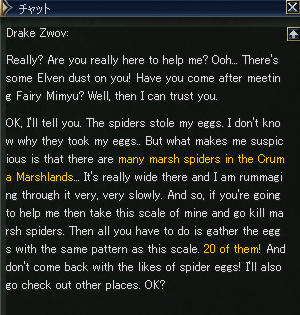 チャット
Drake Zwov:
Really? Are you really here to help me? Ooh... There's
some Elven dust on you! Have you come after meetin
g Fairy Mimyu? Well, then I can trust you.
OK, I'll tell you. The spiders stole my eggs. I don't kno
w why they took my eggs.. But what makes me suspic
ious is that there are many marsh spiders in the Crum
a Marshlands... It's really wide there and I am rummag
ing through it very, very slowly. And so, if you're going
to help me then take this scale of mine and go kill ma
rsh spiders. Then all you have to do is gather the egg
s with the same pattern as this scale. 20 of them! And
don't come back with the likes of spider eggs! I'll also
go check out other places. OK?